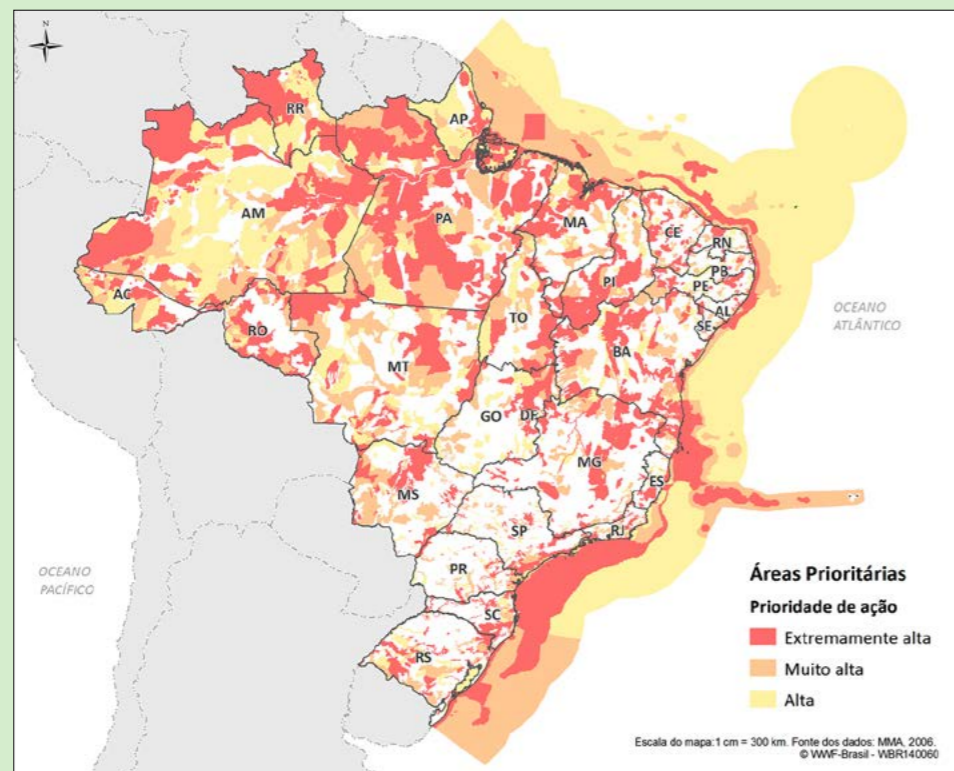 N
RR
AP
AM
PA
MA
CE
RN
PB
PE
PI
AL
SE
AC
RO
TO
BA
MT
GO
DF
MG
ES
MS
SP
RJ
PR
SC
RS
OCEANO
ATLÂNTICO
OCEANO
PACÍFICO
Áreas Prioritárias
Prioridade de ação
Extremamente alta
Muito alta
Alta
Escala do mapa:1 cm = 300 km. Fonte dos dados: MMA, 2006.
© WWF-Brasil - WBR140060